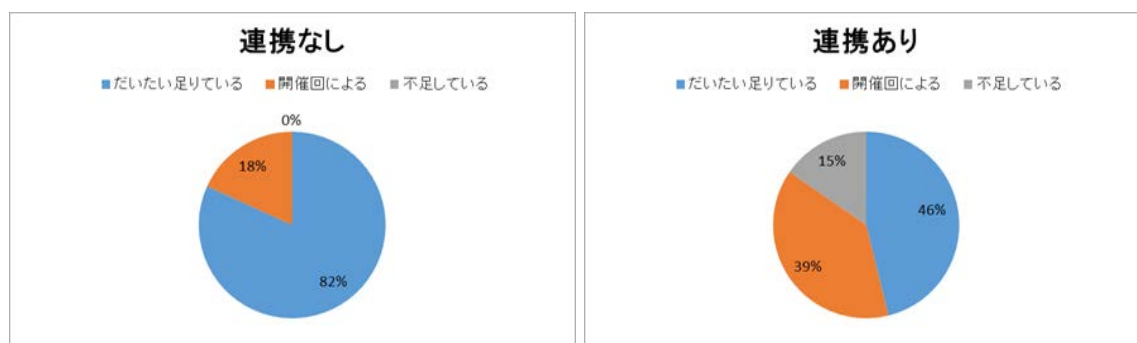 連携なし
だいたい足りている 開催回による 不足している
0%
18%
82%
連携あり
だいたい足りている 開催回による 不足している
15%
46%
39%